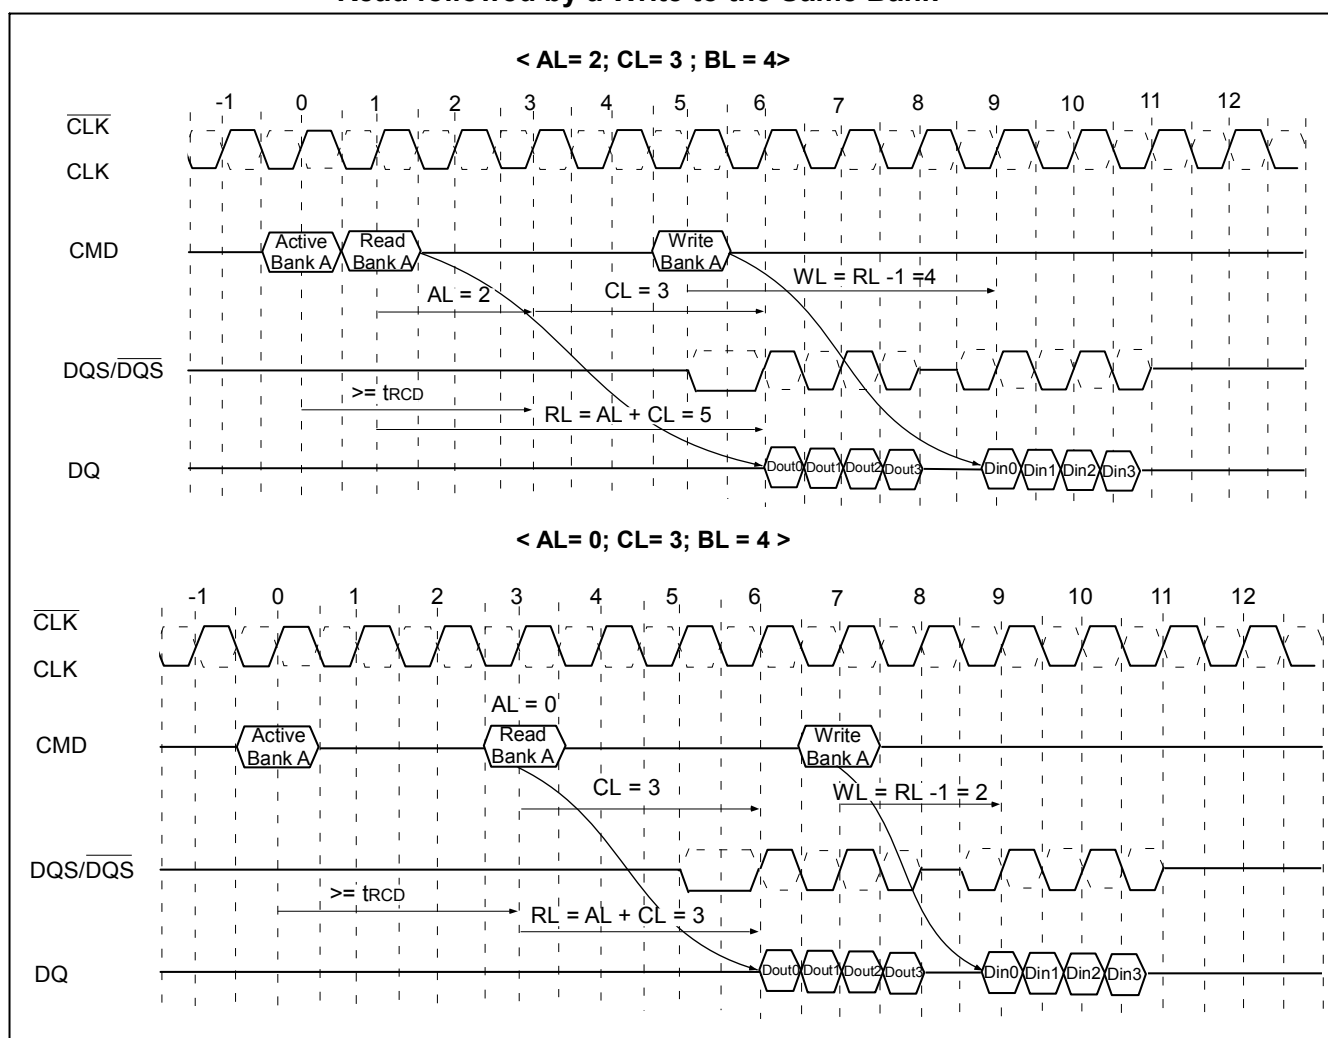 Read followed by a Write to the Same Bank
< AL= 2; CL= 3 ; BL = 4>
-1 0 1 2 3 4 5 6 7 8 9 10 11 12
CLK
CLK
CMD
Active
Bank A
Read
Bank A
Write
Bank A
WL = RL -1 =4
AL = 2
CL = 3
DQS/DQS
>= tRCD
RL = AL + CL = 5
DQ
Dout0 Dout1 Dout2 Dout3
Din0 Din1 Din2 Din3
< AL= 0; CL= 3; BL = 4 >
-1 0 1 2 3 4 5 6 7 8 9 10 11 12
CLK
CLK
AL = 0
CMD
Active
Bank A
Read
Bank A
Write
Bank A
CL = 3
WL = RL -1 = 2
DQS/DQS
>= tRCD
RL = AL + CL = 3
DQ
Dout0 Dout1 Dout2 Dout3
Din0 Din1 Din2 Din3